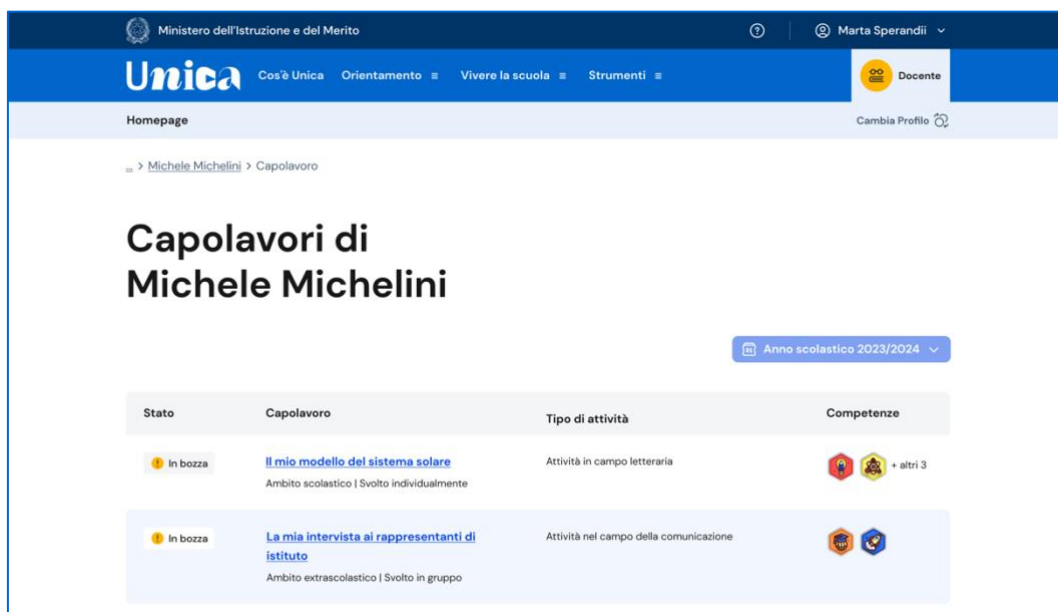 Ministero dell'Istruzione e del Merito
Marta Sperandii
Unica
Cos'è Unica Orientamento Vivere la scuola Strumenti
Docente
Homepage
Cambia Profilo
... > Michele Michelini > Capolavoro
Capolavori di
Michele Michelini
Anno scolastico 2023/2024
Stato Capolavoro Tipo di attività Competenze
In bozza Il mio modello del sistema solare Attività in campo letteraria + altri 3
Ambito scolastico | Svolto individualmente
In bozza La mia intervista ai rappresentanti di Attività nel campo della comunicazione
istituto
Ambito extrascolastico | Svolto in gruppo